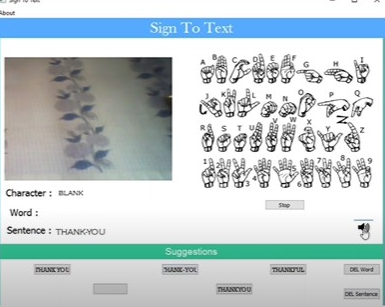 Sign To Text
About
Sign To Text
A B C D E F G H I
J K L M N O P Q
R S T U V W X Y Z
1 2 3 4 5 6 7 8 9
Character : BLANK
Word :
Sentence : THANKYOU
Stop
Suggestions
THANK YOU THANK-YOU THANKFUL DEL Word
THANKYOU DEL Sentence